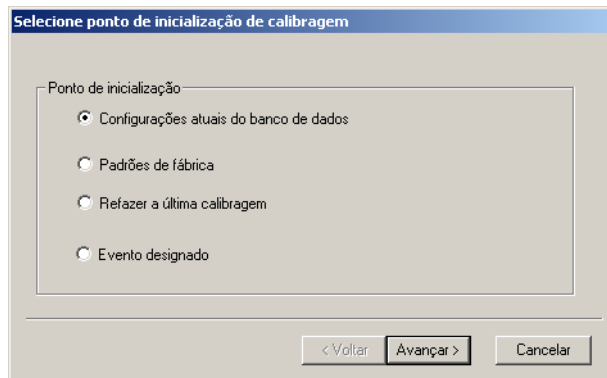 Selecione ponto de inicialização de calibragem
Ponto de inicialização
Configurações atuais do banco de dados
Padrões de fábrica
Refazer a última calibragem
Evento designado
< Voltar Avançar > Cancelar